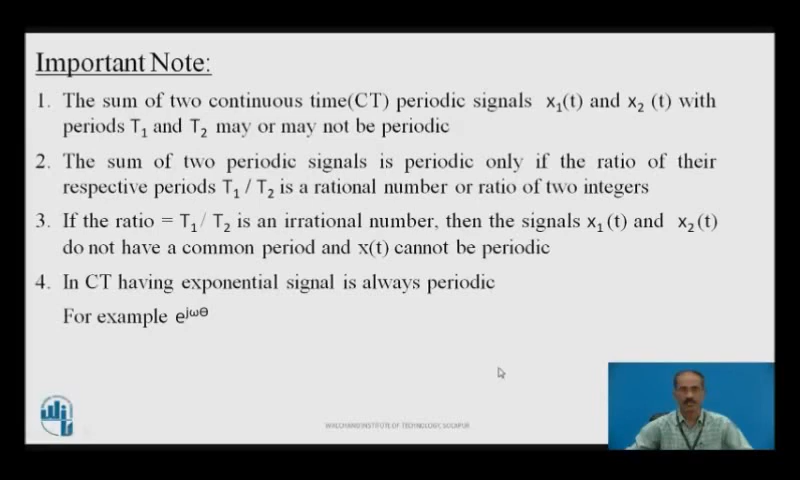 Important Note:
1. The sum of two continuous time(CT) periodic signals x₁(t) and x₂ (t) with
periods T₁ and T₂ may or may not be periodic
2. The sum of two periodic signals is periodic only if the ratio of their
respective periods T₁ / T₂ is a rational number or ratio of two integers
3. If the ratio = T₁/ T₂ is an irrational number, then the signals x₁ (t) and x₂(t)
do not have a common period and x(t) cannot be periodic
4. In CT having exponential signal is always periodic
For example e^jωθ
WALCHAND INSTITUTE OF TECHNOLOGY, SOLAPUR